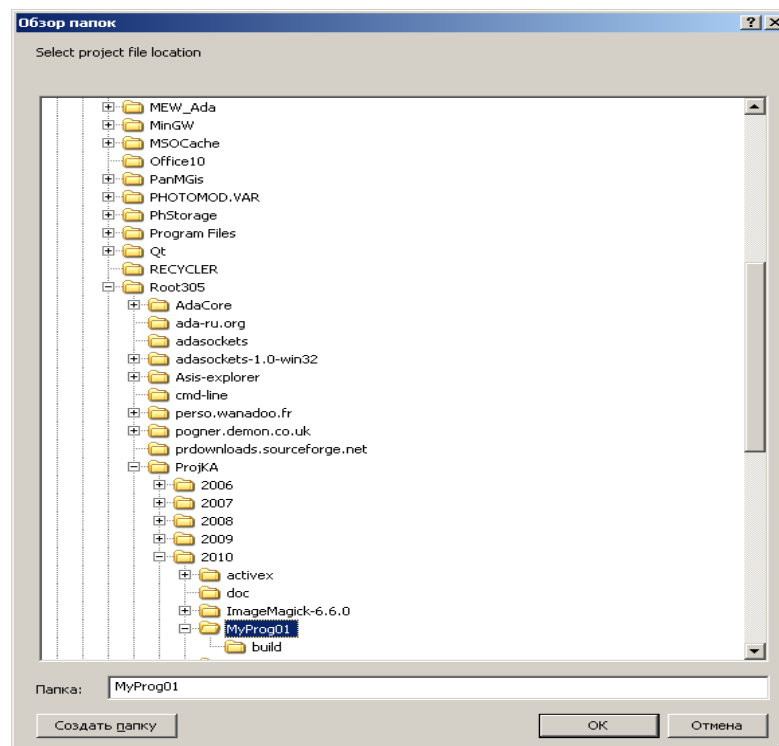 Обзор папок
Select project file location
MEW_Ada
MinGW
MSOCache
Office10
PanMGis
PHOTOMOD.VAR
PhStorage
Program Files
Qt
RECYCLER
Root305
AdaCore
ada-ru.org
adasockets
adasockets-1.0-win32
Asis-explorer
cmd-line
perso.wanadoo.fr
pogner.demon.co.uk
prdownloads.sourceforge.net
ProjKA
2006
2007
2008
2009
2010
activex
doc
ImageMagick-6.6.0
MyProg01
build
Папка: MyProg01
Создать папку OK Отмена